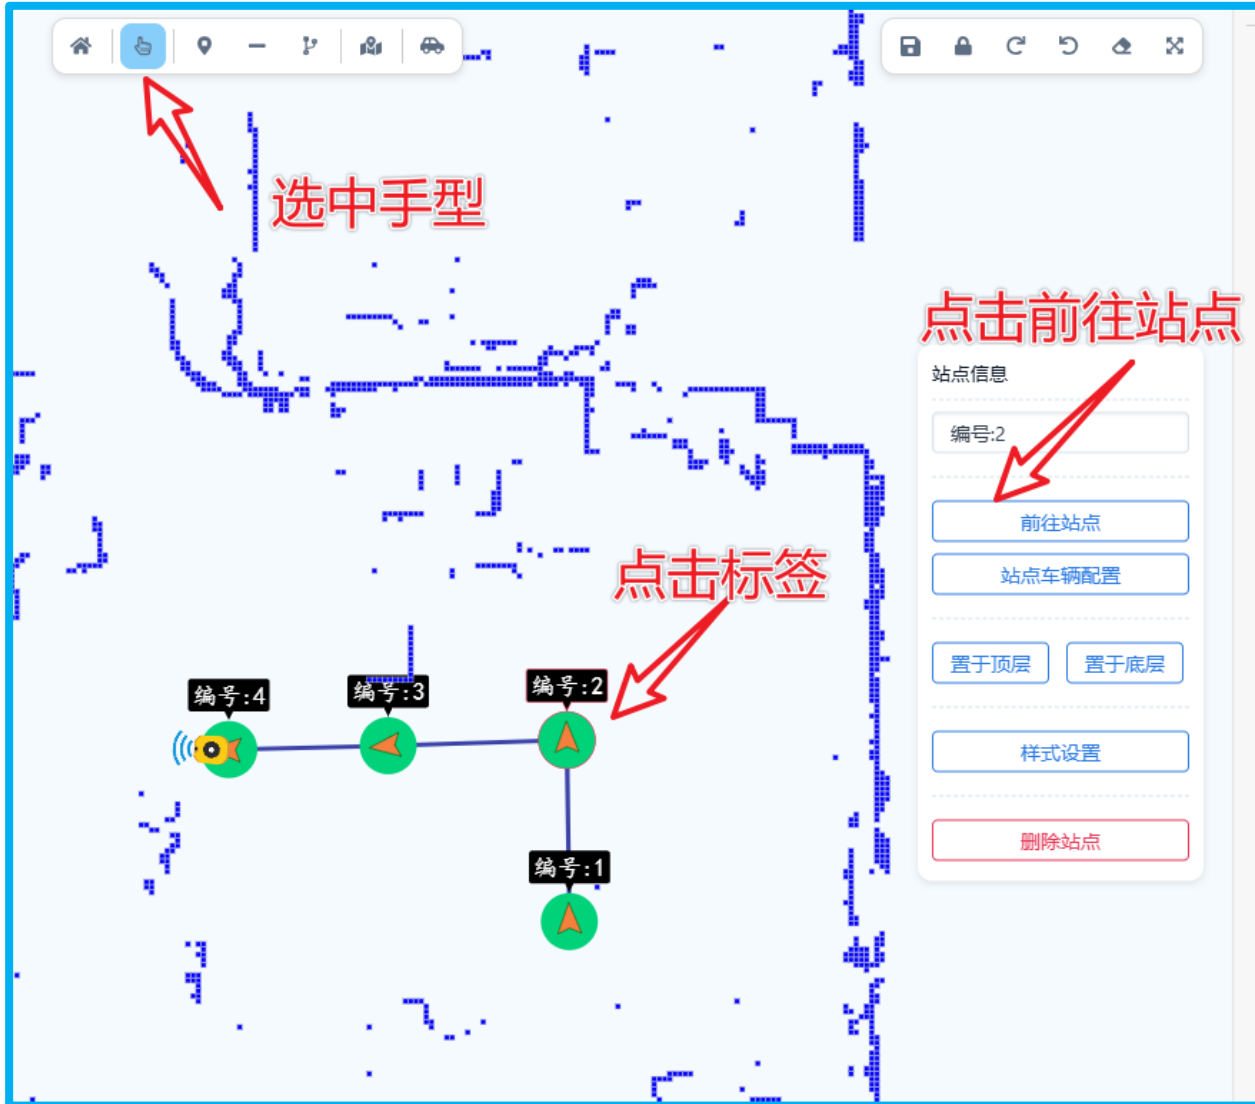 选中手型
点击前往站点
站点信息
编号:2
前往站点
站点车辆配置
置于顶层
置于底层
样式设置
删除站点
点击标签
编号:4
编号:3
编号:2
编号:1